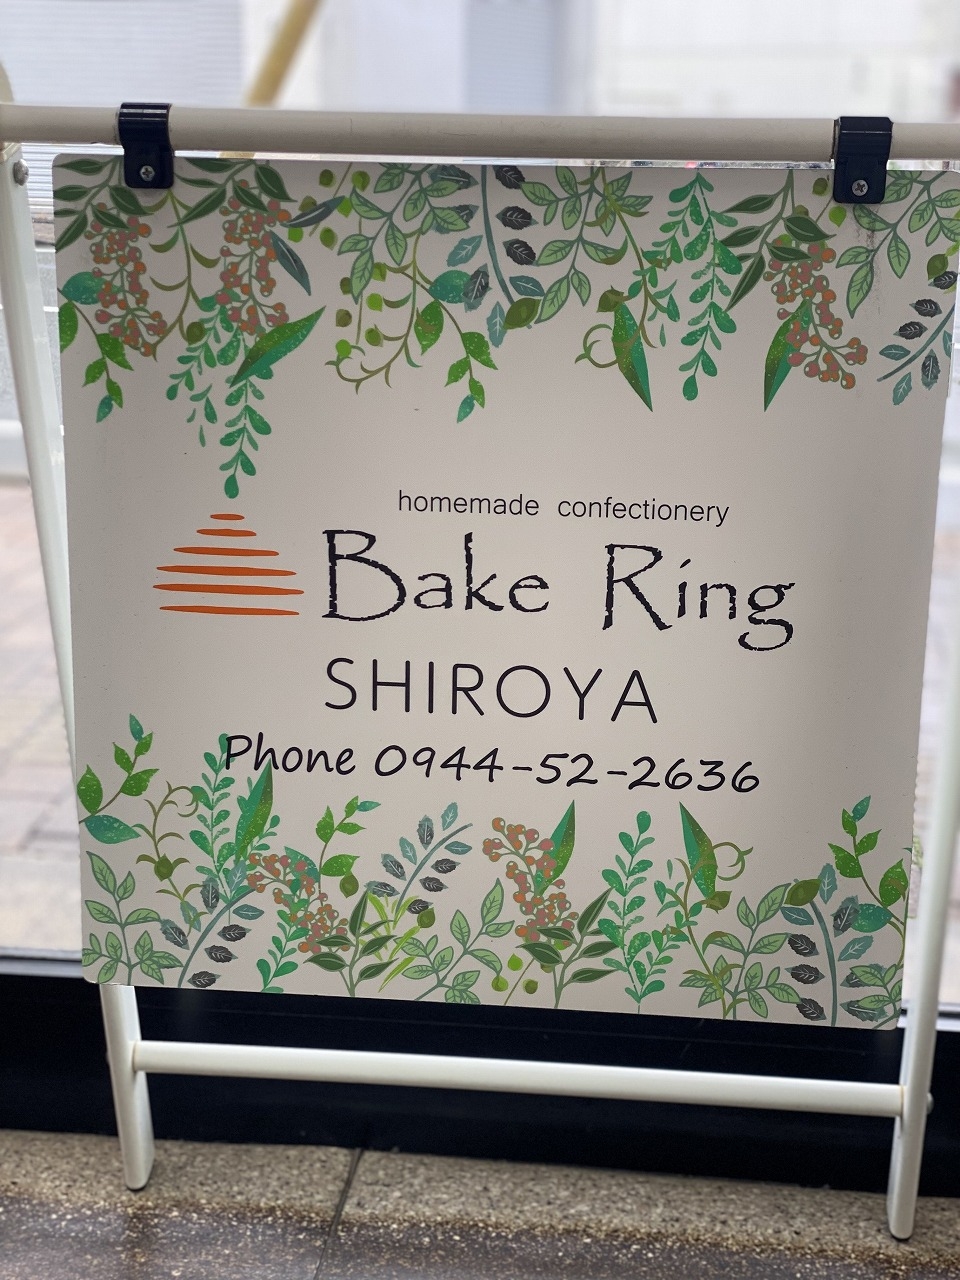 homemade confectionery
Bake Ring
SHIROYA
Phone 0944-52-2636